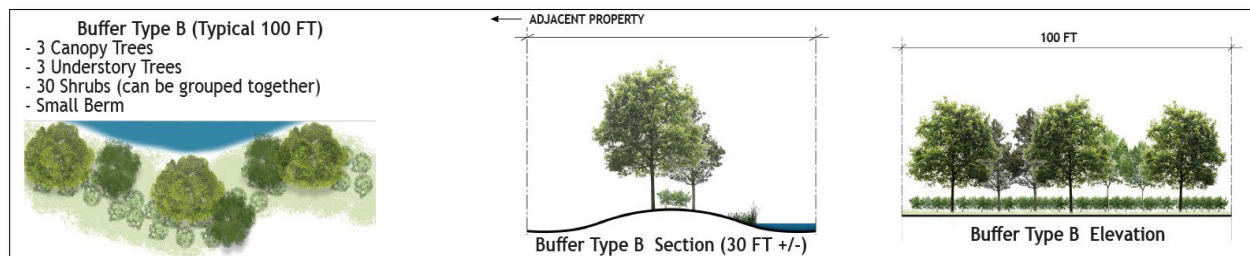 Buffer Type B (Typical 100 FT)
- 3 Canopy Trees
- 3 Understory Trees
- 30 Shrubs (can be grouped together)
- Small Berm
ADJACENT PROPERTY
Buffer Type B Section (30 FT +/-)
100 FT
Buffer Type B Elevation